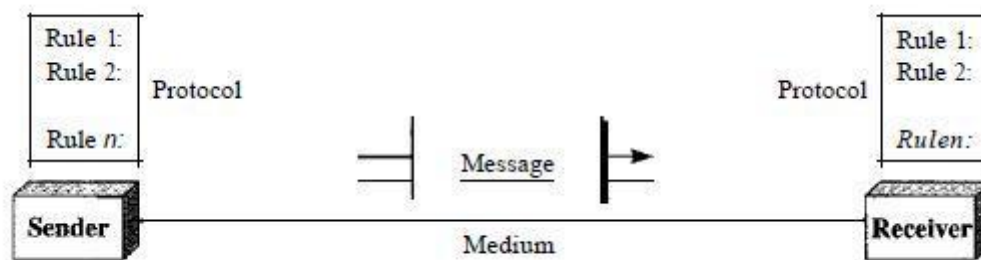 Rule 1:
Rule 2:
Rule n:
Protocol
Message
Protocol
Rule 1:
Rule 2:
Rulen:
Sender
Medium
Receiver